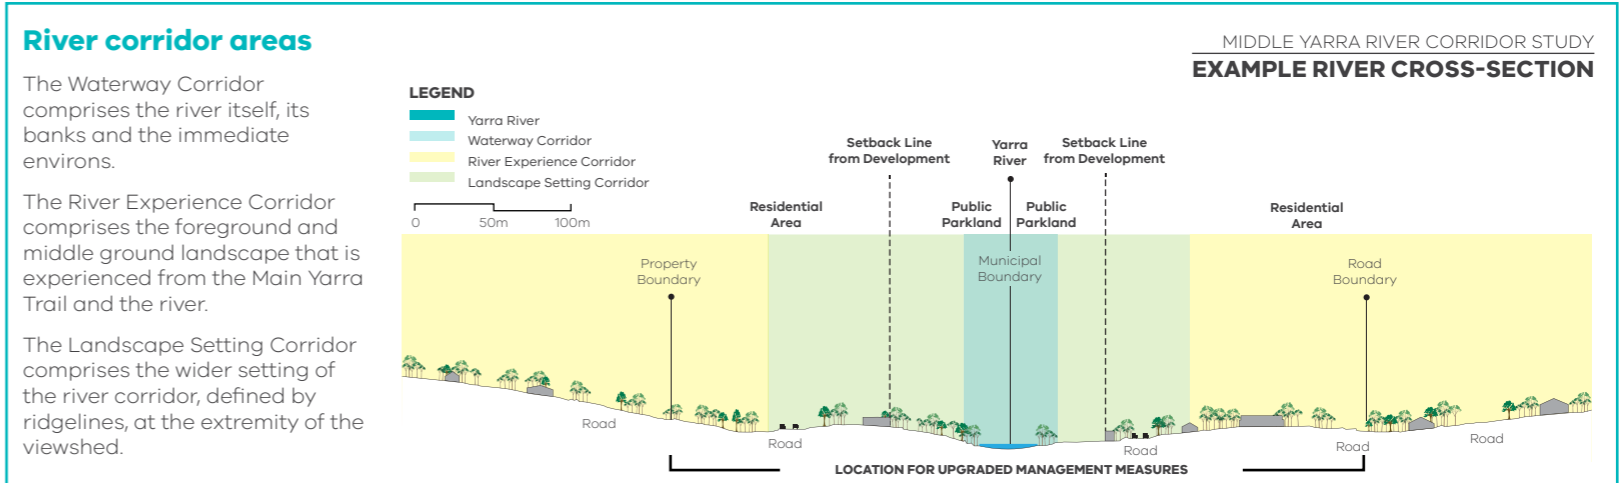 River corridor areas
The Waterway Corridor
comprises the river itself, its
banks and the immediate
environs.
The River Experience Corridor
comprises the foreground and
middle ground landscape that is
experienced from the Main Yarra
Trail and the river.
The Landscape Setting Corridor
comprises the wider setting of
the river corridor, defined by
ridgelines, at the extremity of the
viewshed.
MIDDLE YARRA RIVER CORRIDOR STUDY
EXAMPLE RIVER CROSS-SECTION
LEGEND
Yarra River
Waterway Corridor
River Experience Corridor
Landscape Setting Corridor
0 50m 100m
Setback Line
from Development
Yarra
River
Setback Line
from Development
Residential
Area
Public
Parkland
Public
Parkland
Residential
Area
Property
Boundary
Municipal
Boundary
Road
Boundary
Road
Road
Road
Road
Road
LOCATION FOR UPGRADED MANAGEMENT MEASURES